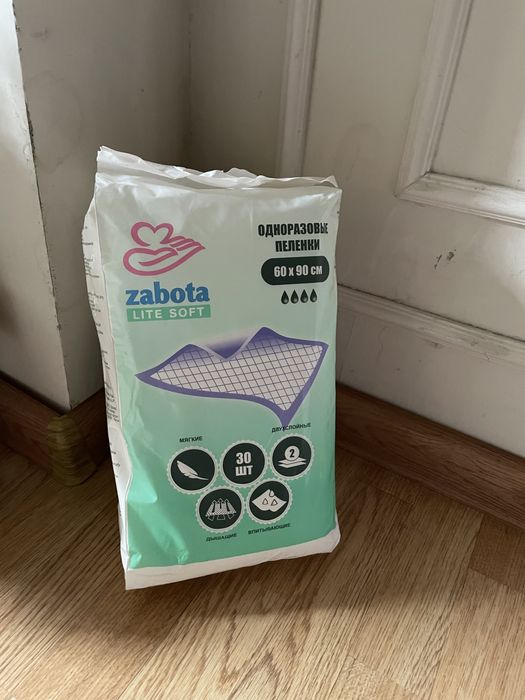 zabota
LITE SOFT
ОДНОРАЗОВЫЕ
ПЕЛЕНКИ
60 x 90 см
МЯГКИЕ
30
ШТ
ДВУХСЛОЙНЫЕ
2
ДЫШАЩИЕ
ВПИТЫВАЮЩИЕ